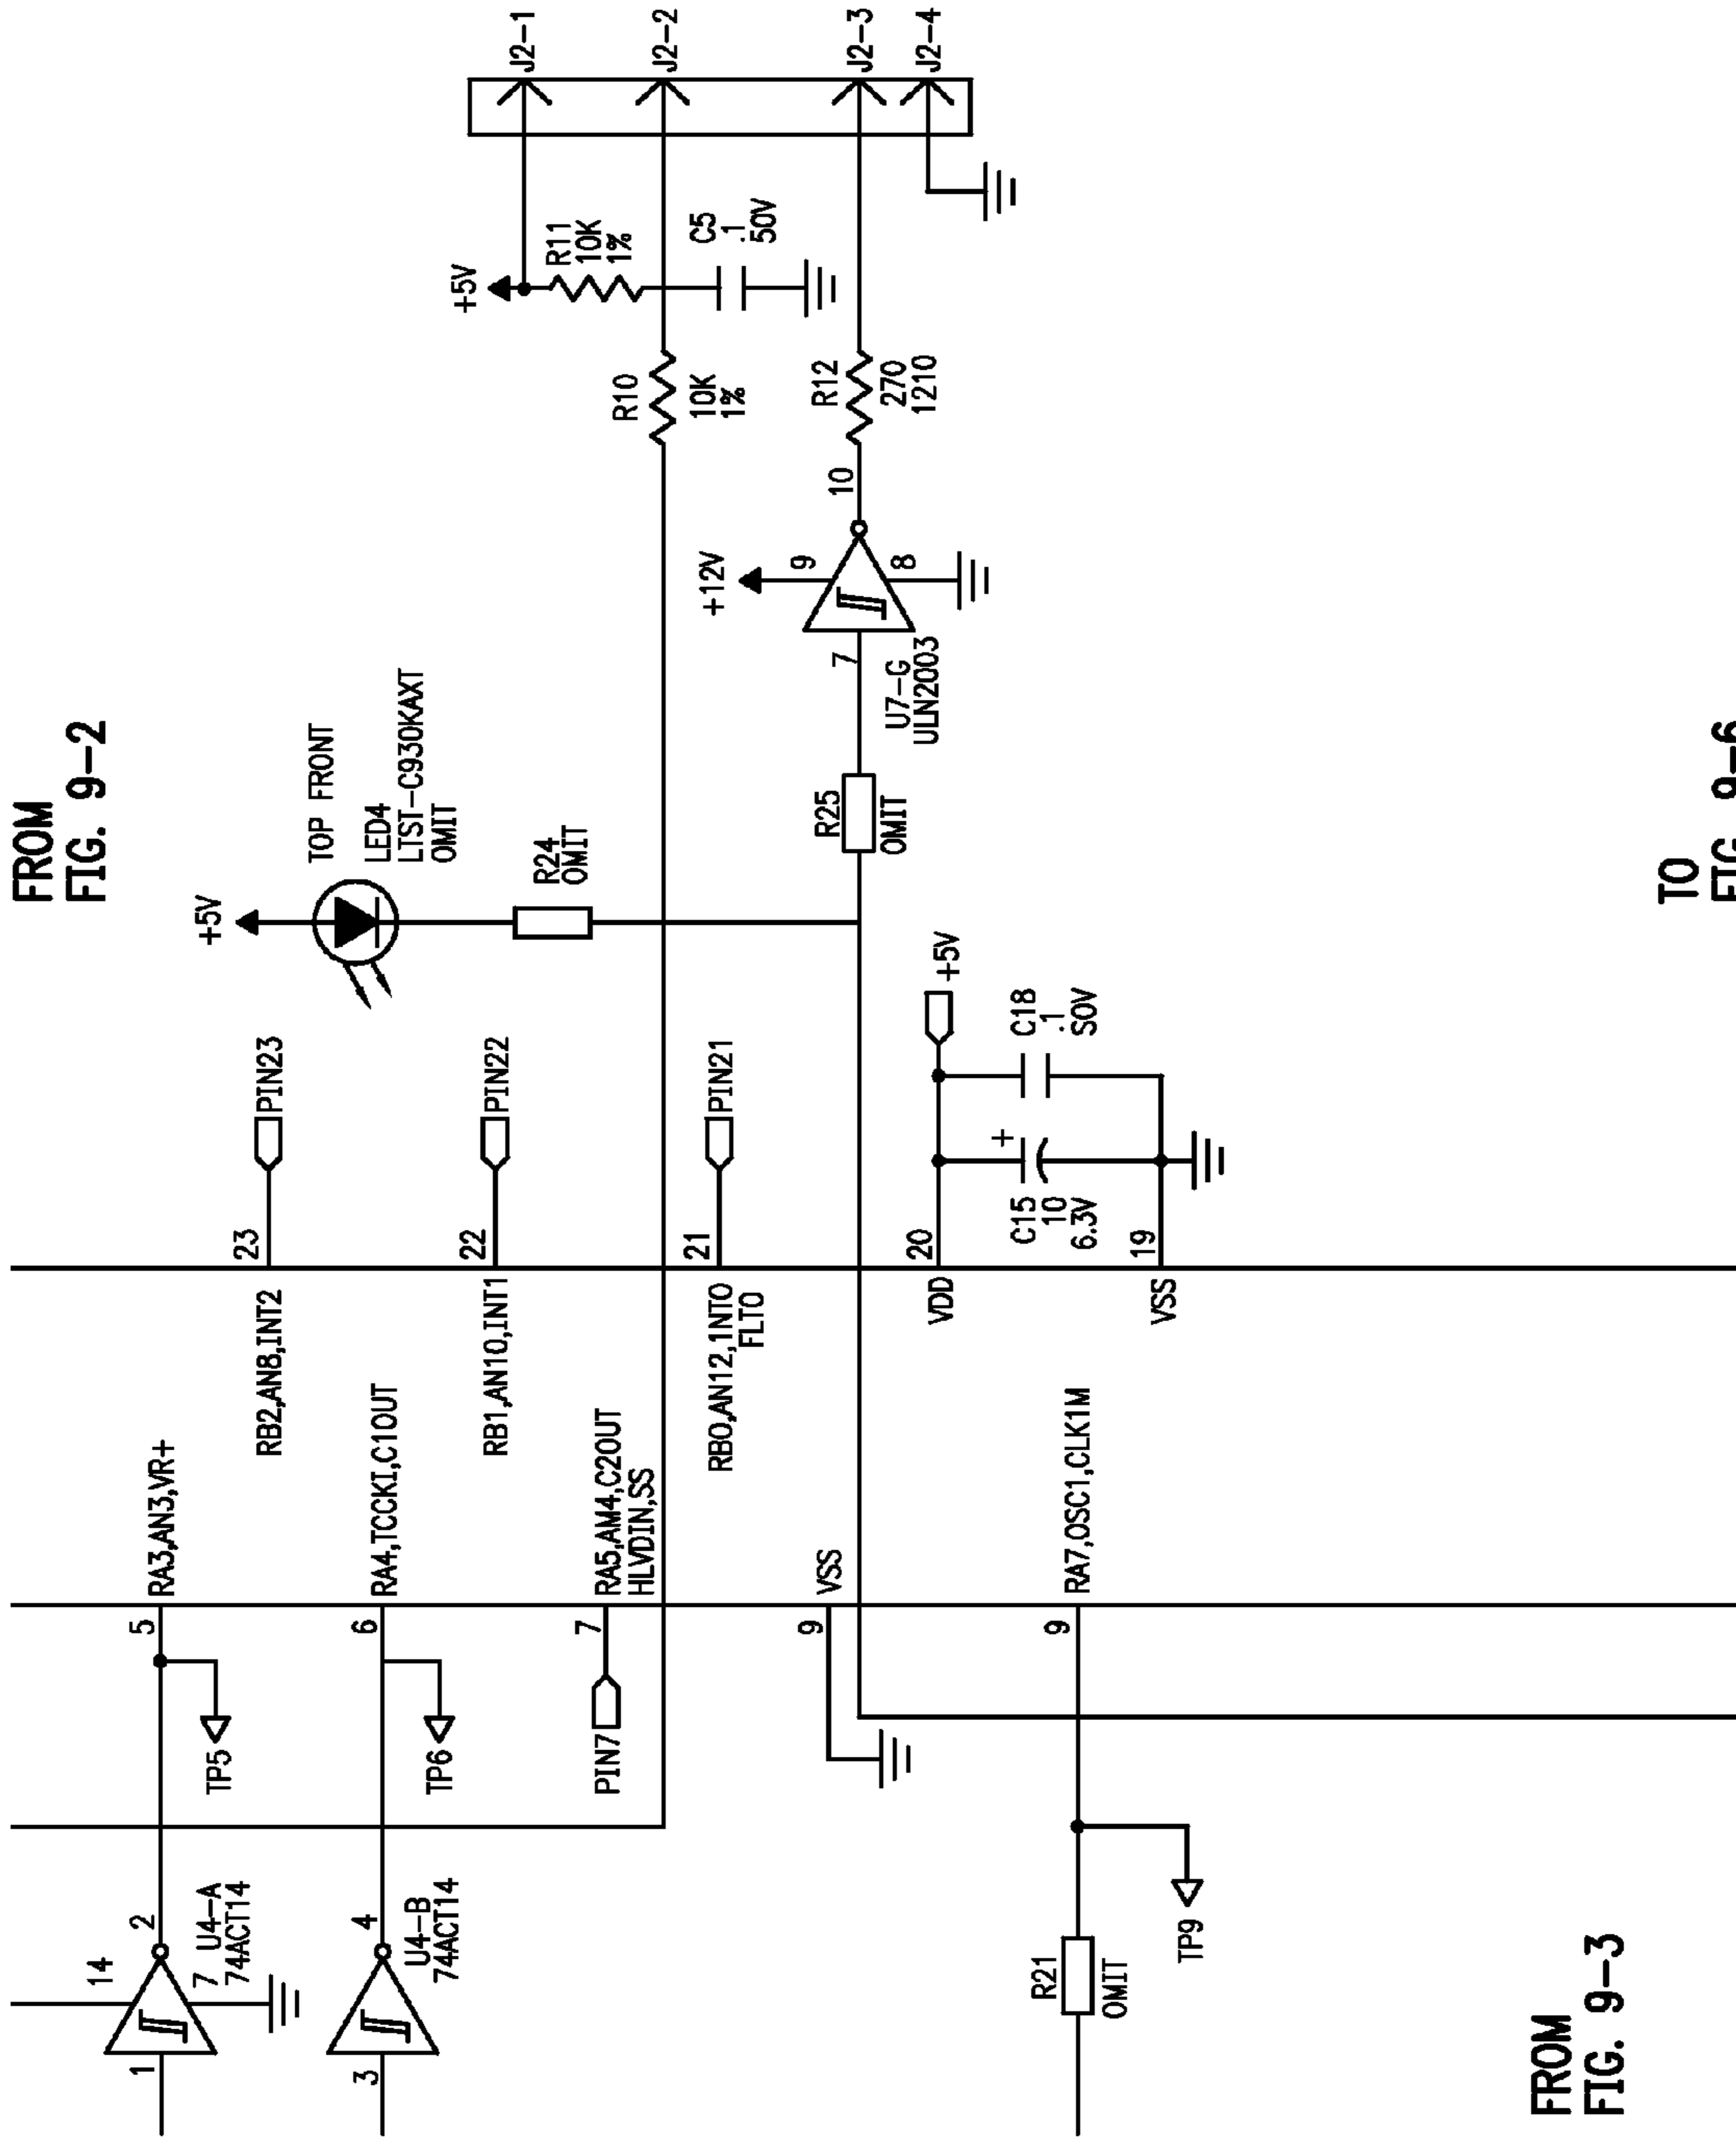 FROM
FIG. 9-2
+5V
TOP FRONT
LED4
LTST-C930KAXT
OMIT
R24
OMIT
+5V
R11
10K
1%
J2-1
J2-2
J2-3
J2-4
C5
.1
50V
R10
10K
1%
R12
270
1210
10
+12V
9
8
7
U7-G
ULN2003
R25
OMIT
14
1
2
7
U4-A
74ACT14
3
4
U4-B
74ACT14
TP5
5
RA3,AN3,VR+
TP6
6
RA4,TCCKI,C1OUT
PIN7
7
RA5,AM4,C2OUT
HLVDIN,SS
9
VSS
9
RA7,OSC1,CLK1M
R21
OMIT
TP9
RB2,AN8,INT2
23
PIN23
RB1,AN10,INT1
22
PIN22
RB0,AN12,1NT0
FLT0
21
PIN21
VDD
20
+5V
C15
10
6.3V
C18
.1
SOV
19
VSS
FROM
FIG. 9-3
TO
FIG. 9-6